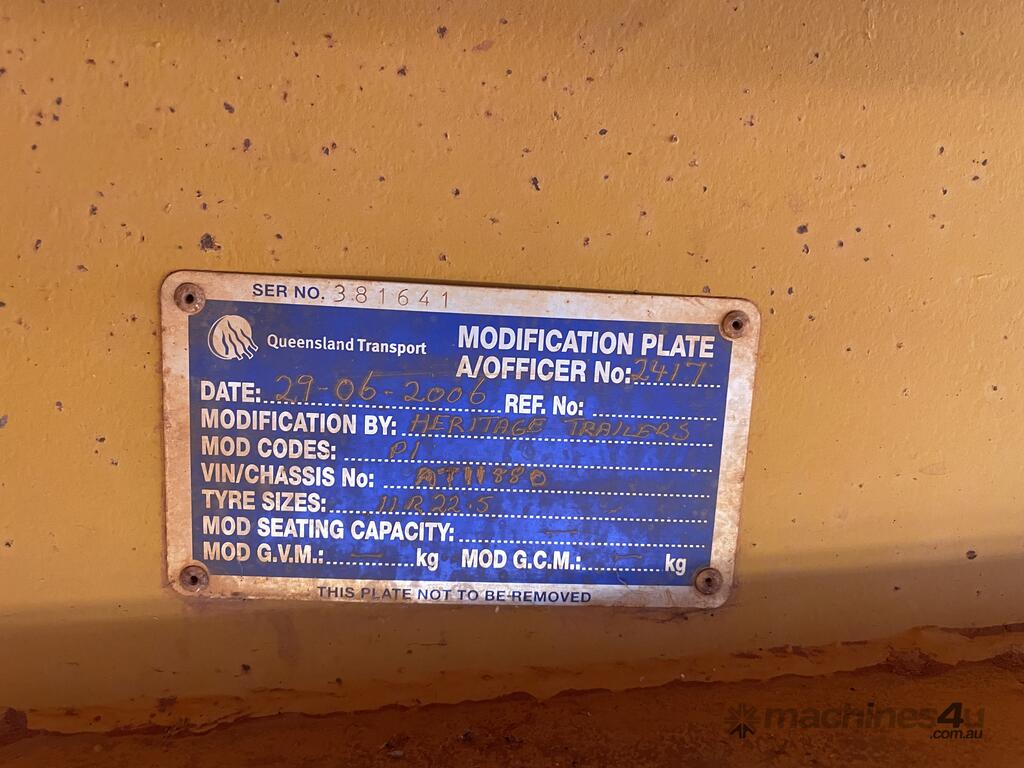 SER NO. 381641
Queensland Transport
MODIFICATION PLATE
A/OFFICER No: 2417
DATE: 29-06-2006 REF. No:
MODIFICATION BY: HERITAGE TRAILERS
MOD CODES: P1
VIN/CHASSIS No: AT11880
TYRE SIZES: 11R22.5
MOD SEATING CAPACITY: -
MOD G.V.M.: - kg MOD G.C.M.: - kg
THIS PLATE NOT TO BE REMOVED
machines4u
.com.au